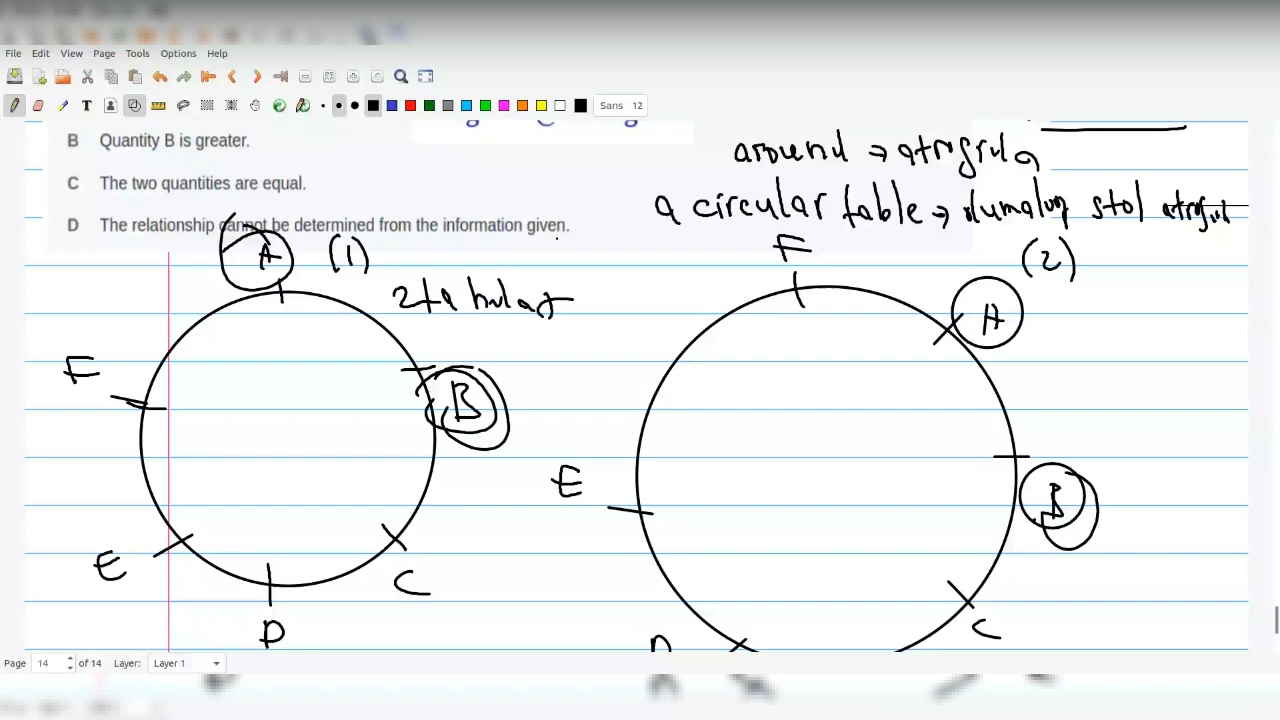 File Edit View Page Tools Options Help
Sans 12
B Quantity B is greater.
C The two quantities are equal.
D The relationship cannot be determined from the information given.
around ⇒ atrofida
a circular table ⇒ stol
A (1)
F
(2)
A
F
B
B
E
E
C
C
D
D
Page 14 of 14 Layer: Layer 1